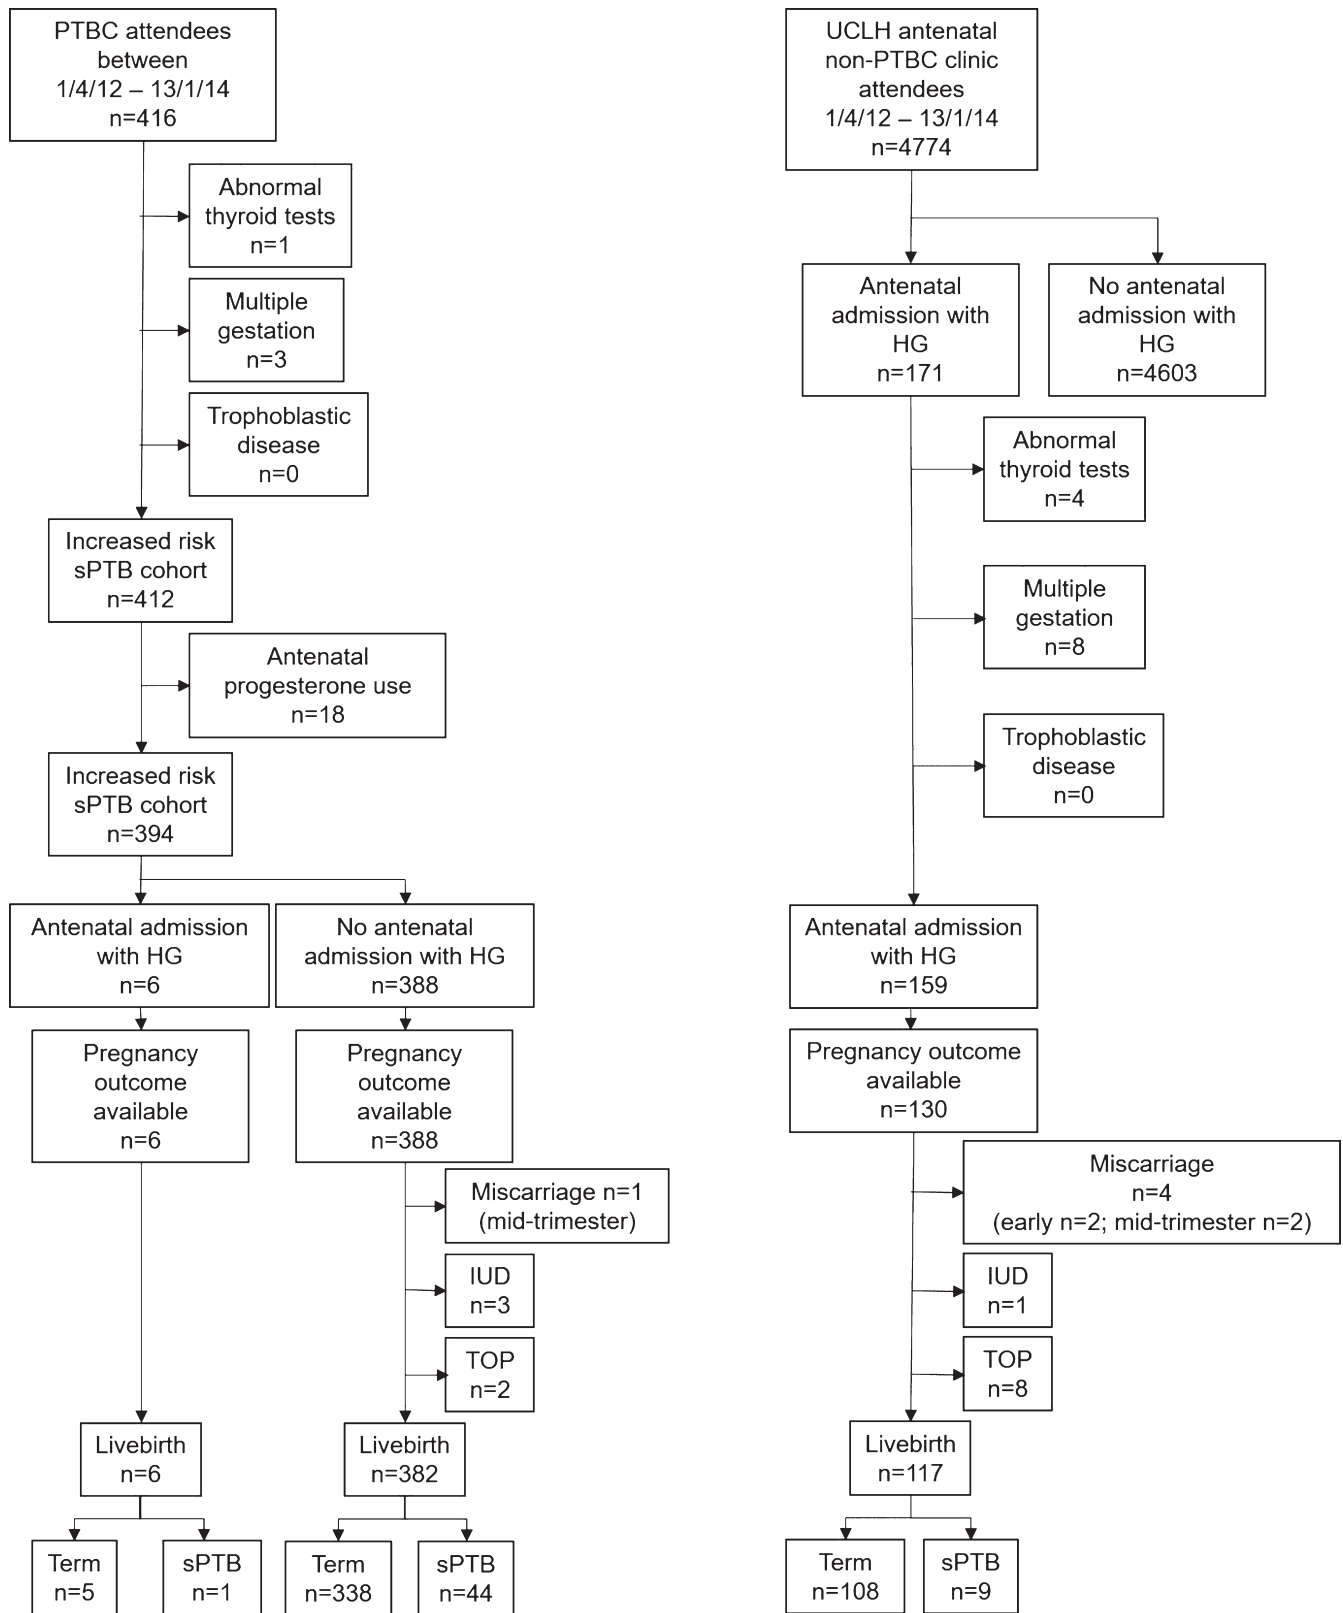 PTBC attendees
between
1/4/12 – 13/1/14
n=416
Abnormal
thyroid tests
n=1
Multiple
gestation
n=3
Trophoblastic
disease
n=0
Increased risk
sPTB cohort
n=412
Antenatal
progesterone use
n=18
Increased risk
sPTB cohort
n=394
Antenatal admission
with HG
n=6
No antenatal
admission with HG
n=388
Pregnancy
outcome
available
n=6
Pregnancy
outcome
available
n=388
Miscarriage n=1
(mid-trimester)
IUD
n=3
TOP
n=2
Livebirth
n=6
Livebirth
n=382
Term
n=5
sPTB
n=1
Term
n=338
sPTB
n=44
UCLH antenatal
non-PTBC clinic
attendees
1/4/12 – 13/1/14
n=4774
Antenatal
admission with
HG
n=171
No antenatal
admission with
HG
n=4603
Abnormal
thyroid tests
n=4
Multiple
gestation
n=8
Trophoblastic
disease
n=0
Antenatal admission
with HG
n=159
Pregnancy outcome
available
n=130
Miscarriage
n=4
(early n=2; mid-trimester n=2)
IUD
n=1
TOP
n=8
Livebirth
n=117
Term
n=108
sPTB
n=9